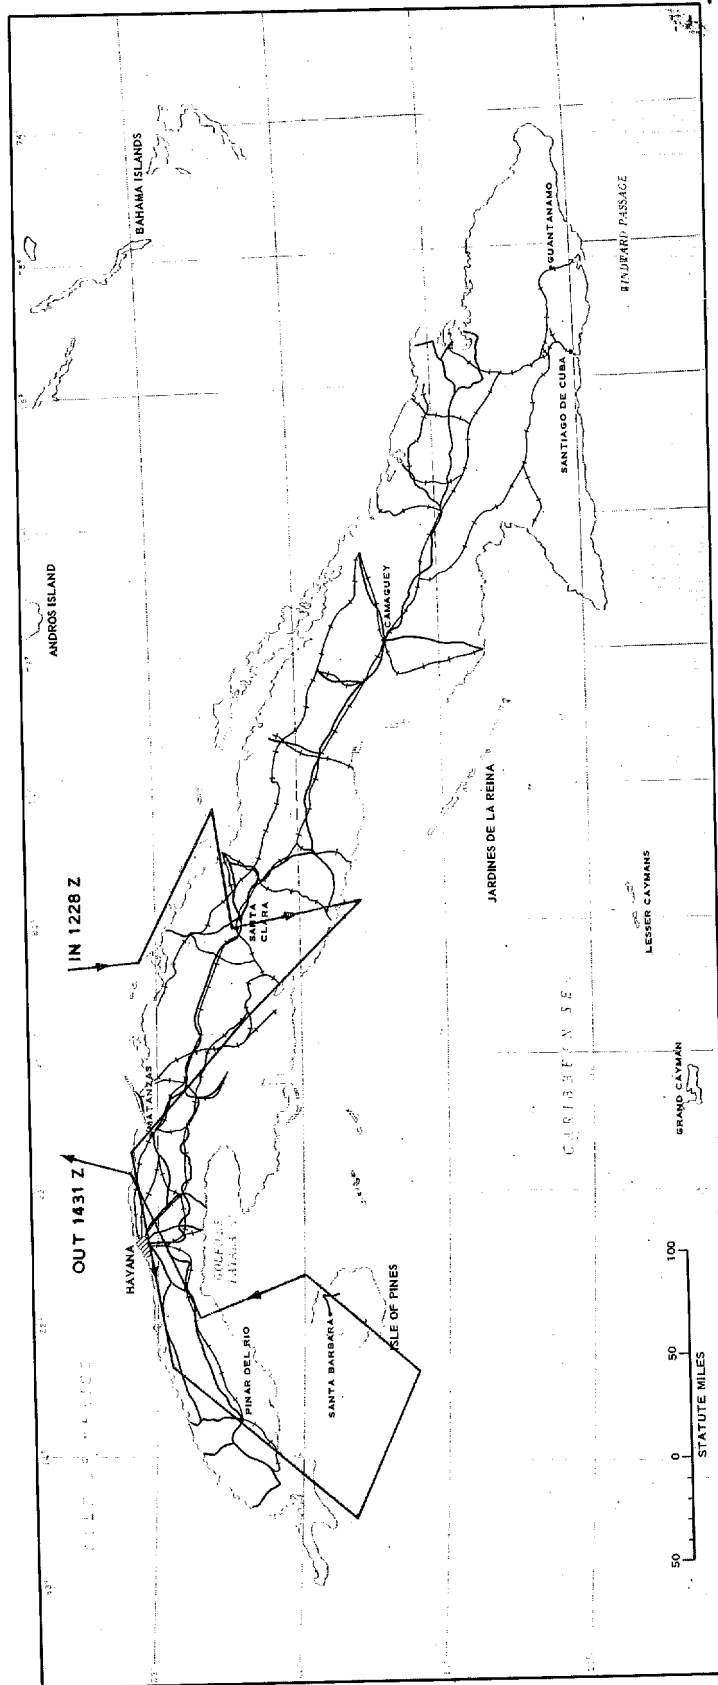 BAHAMA ISLANDS
ANDROS ISLAND
IN 1228 Z
OUT 1431 Z
HAVANA
MATANZAS
SANTA
CLARA
CAMAGUEY
GUANTANAMO
SANTIAGO DE CUBA
WINDWARD PASSAGE
PINAR DEL RIO
SANTA BARBARA
ISLE OF PINES
JARDINES DE LA REINA
CARIBBEAN SEA
LESSER CAYMANS
GRAND CAYMAN
50 0 50 100
STATUTE MILES